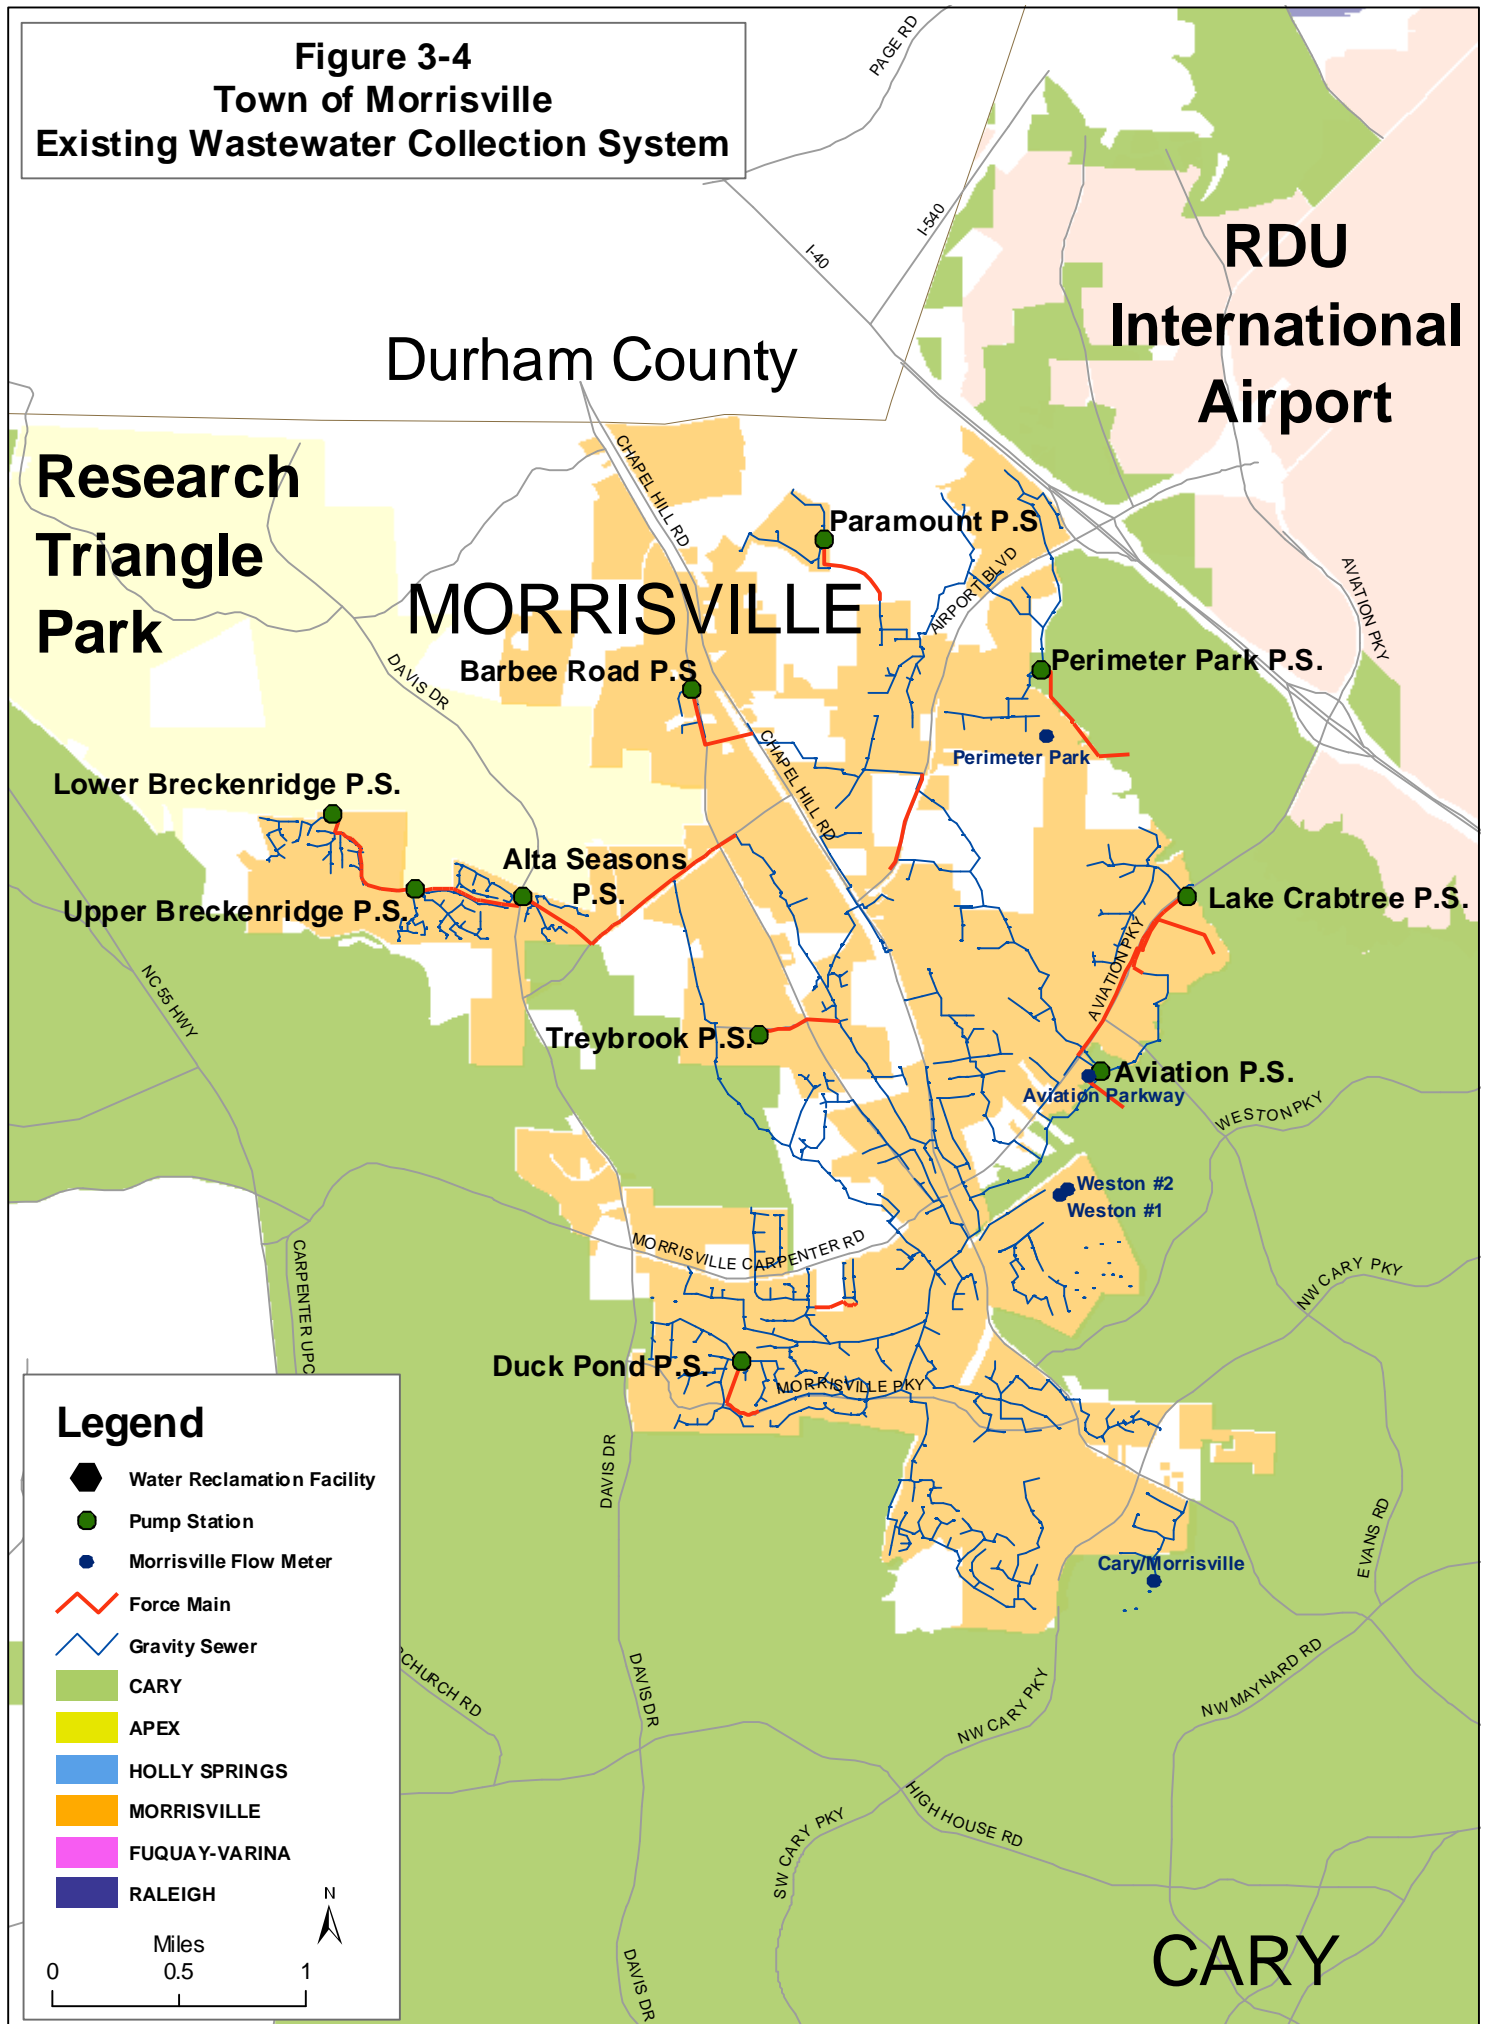 Figure 3-4
Town of Morrisville
Existing Wastewater Collection System
PAGE RD
I-540
I-40
RDU
International
Airport
Durham County
Research
Triangle
Park
CHAPEL HILL RD
Paramount P.S
MORRISVILLE
AIRPORT BLVD
AVIATION PKY
Barbee Road P.S
Perimeter Park P.S.
DAVIS DR
CHAPEL HILL RD
Perimeter Park
Lower Breckenridge P.S.
Alta Seasons
P.S.
Upper Breckenridge P.S.
Lake Crabtree P.S.
AVIATION PKY
NC 55 HWY
Treybrook P.S.
Aviation P.S.
Aviation Parkway
WESTON PKY
Weston #2
Weston #1
MORRISVILLE CARPENTER RD
CARPENTER UPC
NW CARY PKY
Duck Pond P.S.
MORRISVILLE PKY
DAVIS DR
EVANS RD
Cary/Morrisville
Legend
Water Reclamation Facility
Pump Station
Morrisville Flow Meter
Force Main
Gravity Sewer
CARY
APEX
HOLLY SPRINGS
MORRISVILLE
FUQUAY-VARINA
RALEIGH
N
Miles
0 0.5 1
CHURCH RD
DAVIS DR
NW CARY PKY
NW MAYNARD RD
HIGH HOUSE RD
SW CARY PKY
CARY
DAVIS DR